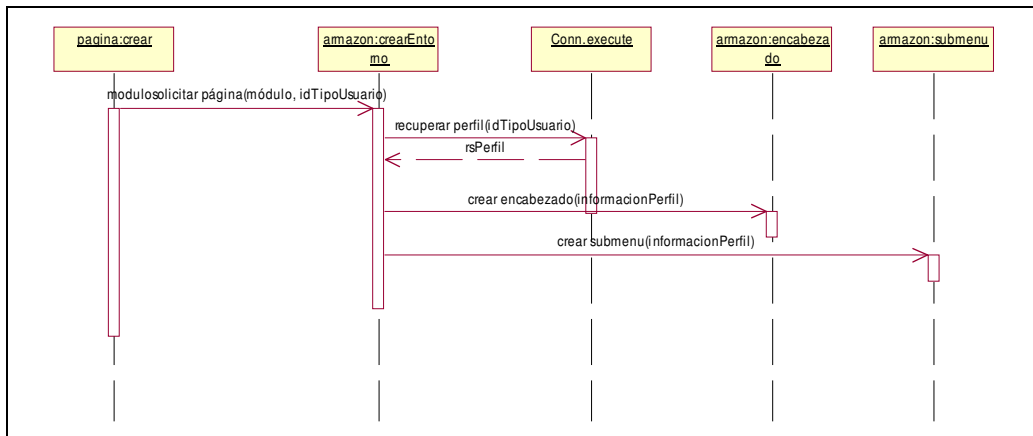 pagina:crear
armazon:crearEnto
rno
Conn.execute
armazon:encabeza
do
armazon:submenu
modulosolicitar página(módulo, idTipoUsuario)
recuperar perfil(idTipoUsuario)
rsPerfil
crear encabezado(informacionPerfil)
crear submenu(informacionPerfil)